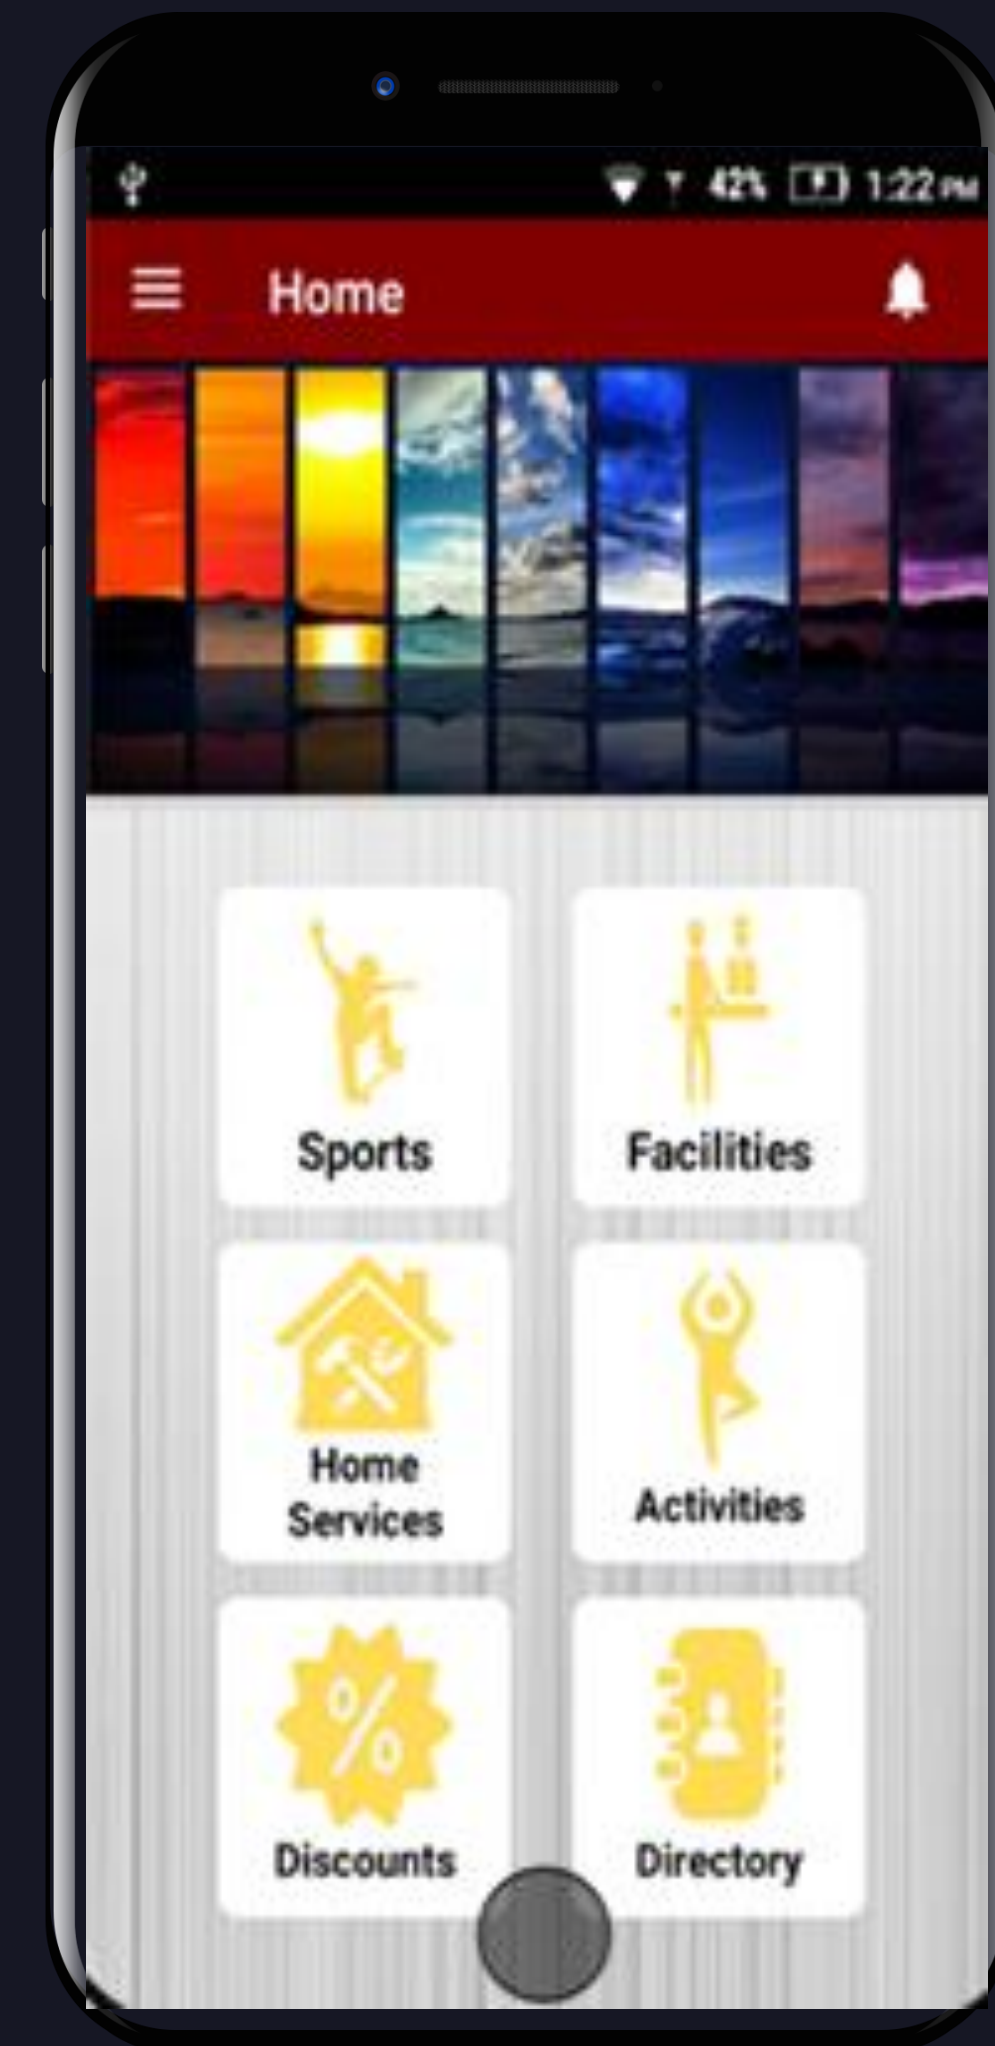 42% 1:22 PM
Home
Sports
Facilities
Home
Services
Activities
%
Discounts
Directory